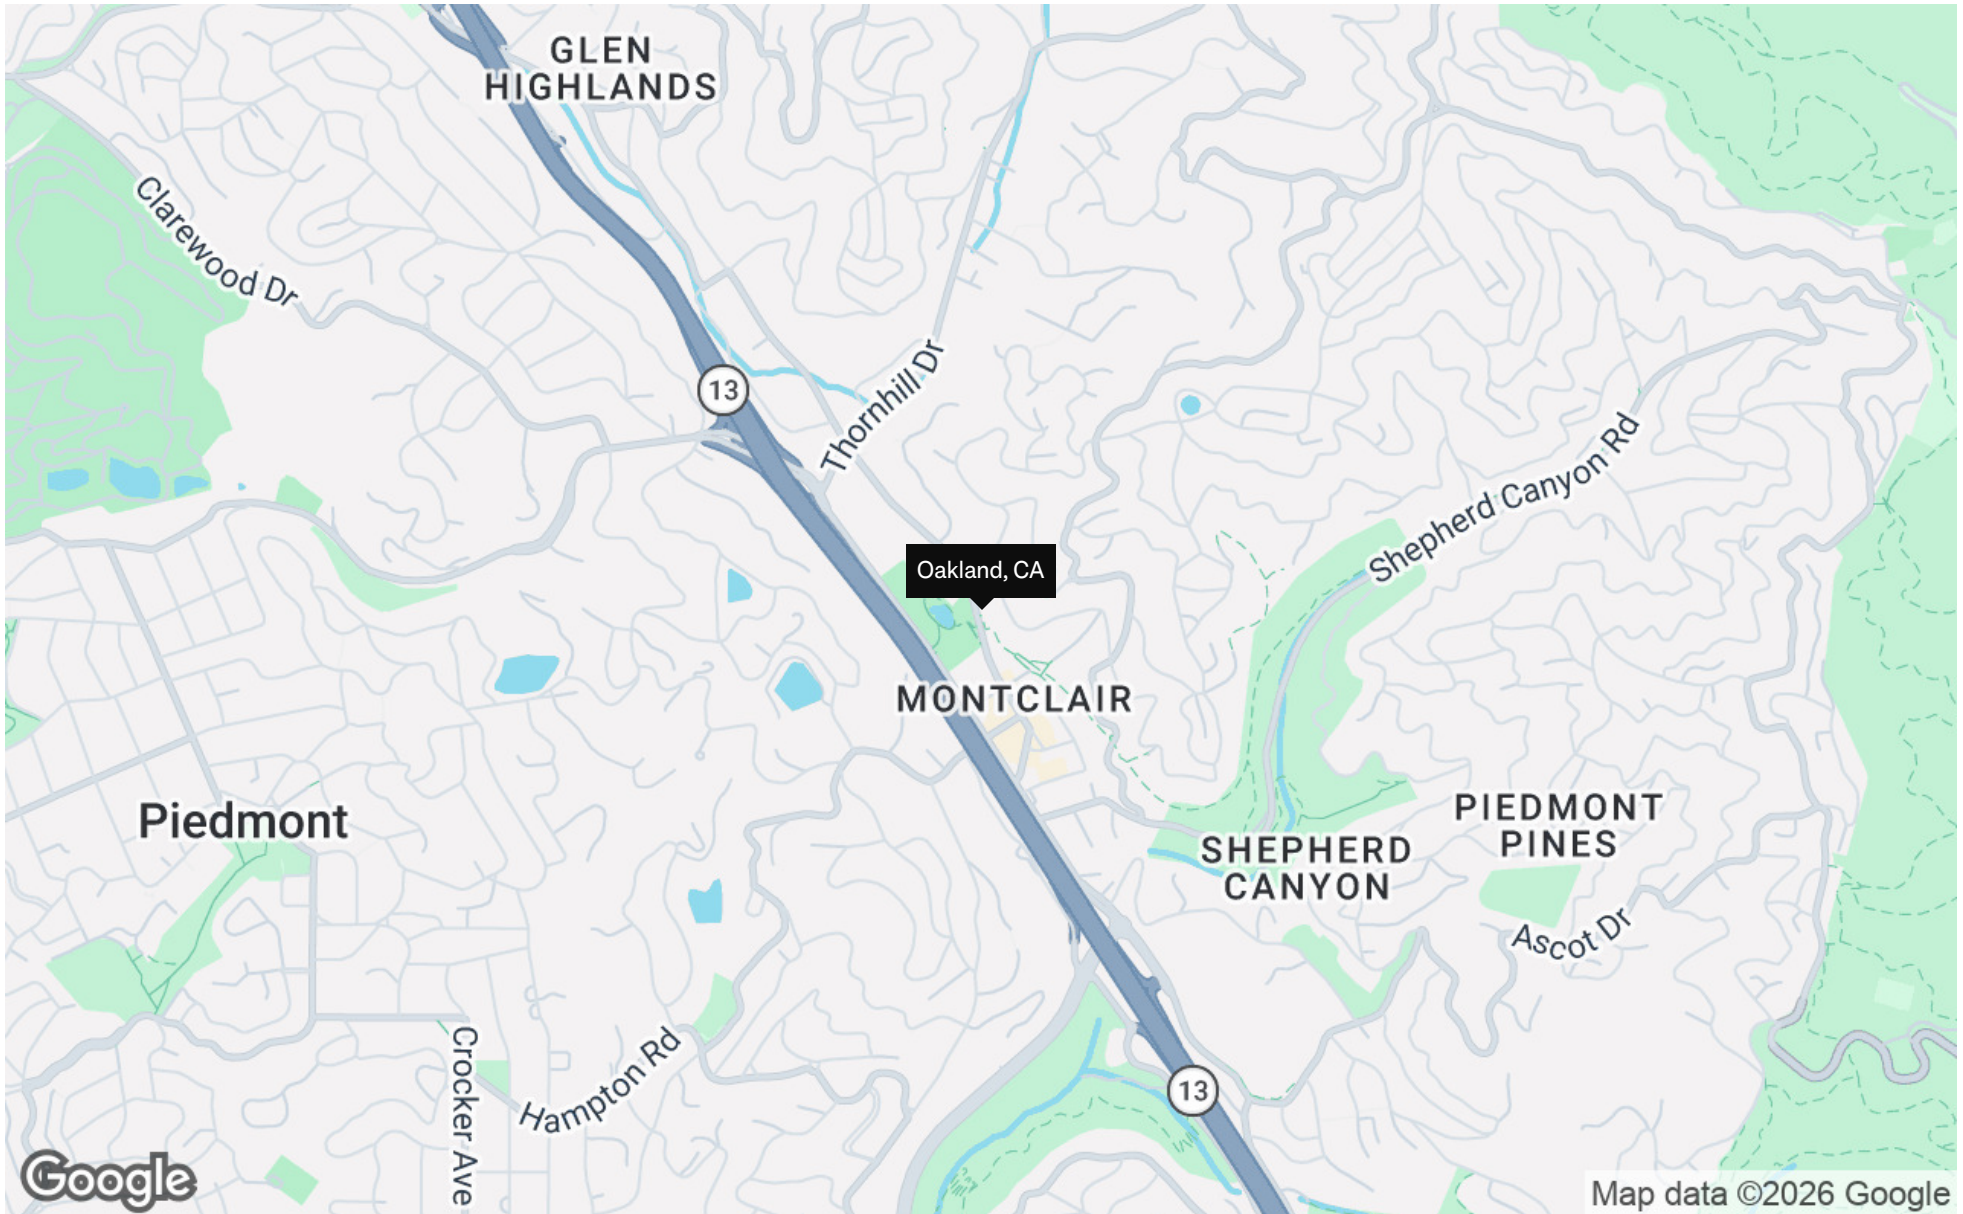 GLEN
HIGHLANDS
Clarewood Dr
13
Thornhill Dr
Shepherd Canyon Rd
Oakland, CA
MONTCLAIR
Piedmont
PIEDMONT
PINES
SHEPHERD
CANYON
Ascot Dr
Crocker Ave
Hampton Rd
13
Google
Map data ©2026 Google